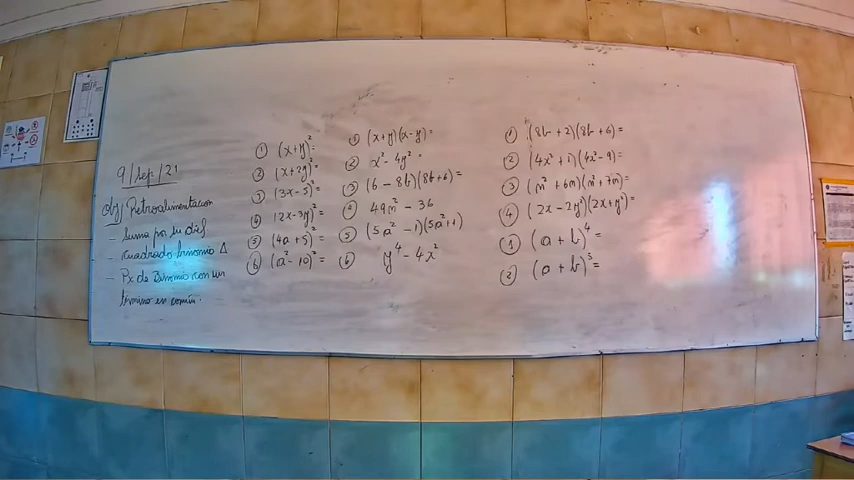 9/Sep/21
Obj/ Retroalimentacion
- Suma por su dif
- cuadrado binomio Δ
- Px de Binomio con un
término en común.
① (x+y)²=
② (x+2y)²=
③ (3x-5)²=
④ (2x-3y)²=
⑤ (4a+5)²=
⑥ (a²-10)²=
① (x+y)(x-y)=
② x²-4y²=
③ (6-8b)(8b+6)=
④ 49m²-36
⑤ (5a²-1)(5a²+1)
⑥ y⁴-4x²
① (8b+2)(8b+6)=
② (4x²+1)(4x²-9)=
③ (m²+6m)(m²+7m)=
④ (2x-2y²)(2x+y²)=
① (a+b)⁴=
② (a+b)³=